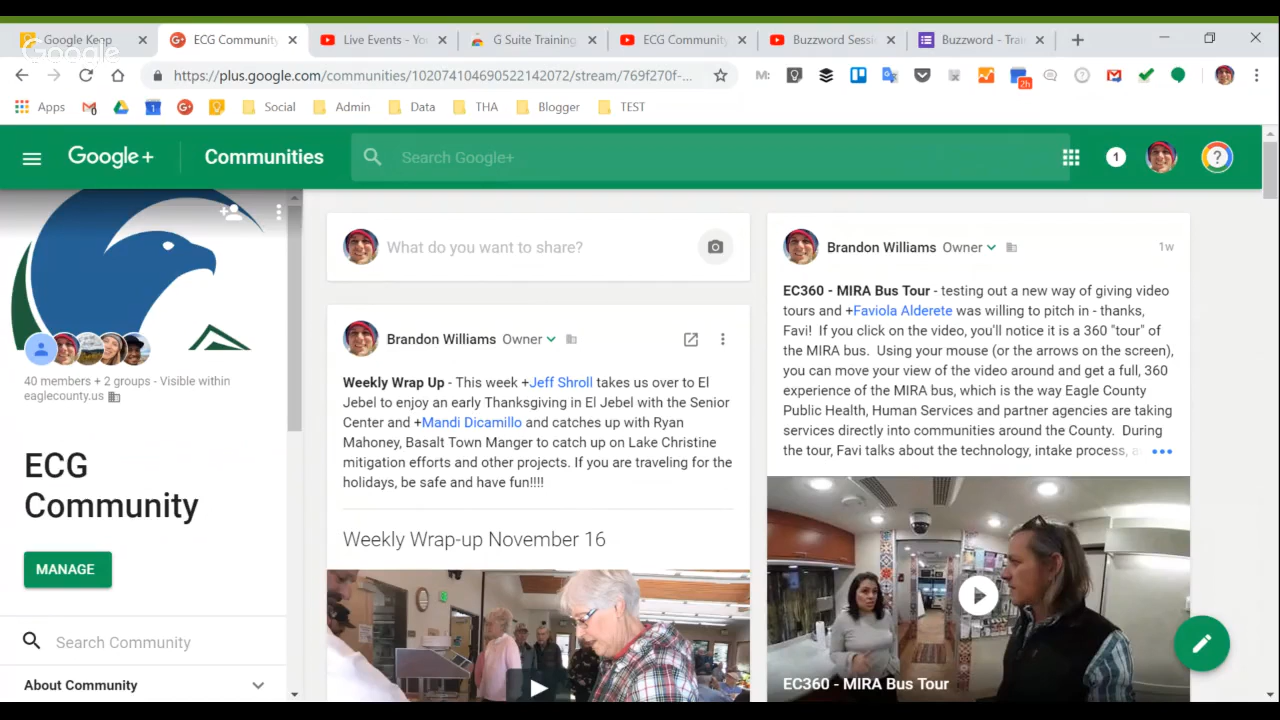 Google Keep
ECG Community
Live Events - Yo
G Suite Training
ECG Community
Buzzword Sessi
Buzzword - Trai
Google
https://plus.google.com/communities/102074104690522142072/stream/769f270f-...
M:
2h
Apps
Social
Admin
Data
THA
Blogger
TEST
Google+
Communities
Search Google+
1
?
40 members + 2 groups - Visible within
eaglecounty.us
ECG
Community
MANAGE
Search Community
About Community
What do you want to share?
Brandon Williams Owner
Weekly Wrap Up - This week +Jeff Shroll takes us over to El
Jebel to enjoy an early Thanksgiving in El Jebel with the Senior
Center and +Mandi Dicamillo and catches up with Ryan
Mahoney, Basalt Town Manger to catch up on Lake Christine
mitigation efforts and other projects. If you are traveling for the
holidays, be safe and have fun!!!!
Weekly Wrap-up November 16
Brandon Williams Owner
1w
EC360 - MIRA Bus Tour - testing out a new way of giving video
tours and +Faviola Alderete was willing to pitch in - thanks,
Favi! If you click on the video, you'll notice it is a 360 "tour" of
the MIRA bus. Using your mouse (or the arrows on the screen),
you can move your view of the video around and get a full, 360
experience of the MIRA bus, which is the way Eagle County
Public Health, Human Services and partner agencies are taking
services directly into communities around the County. During
the tour, Favi talks about the technology, intake process,
EC360 - MIRA Bus Tour